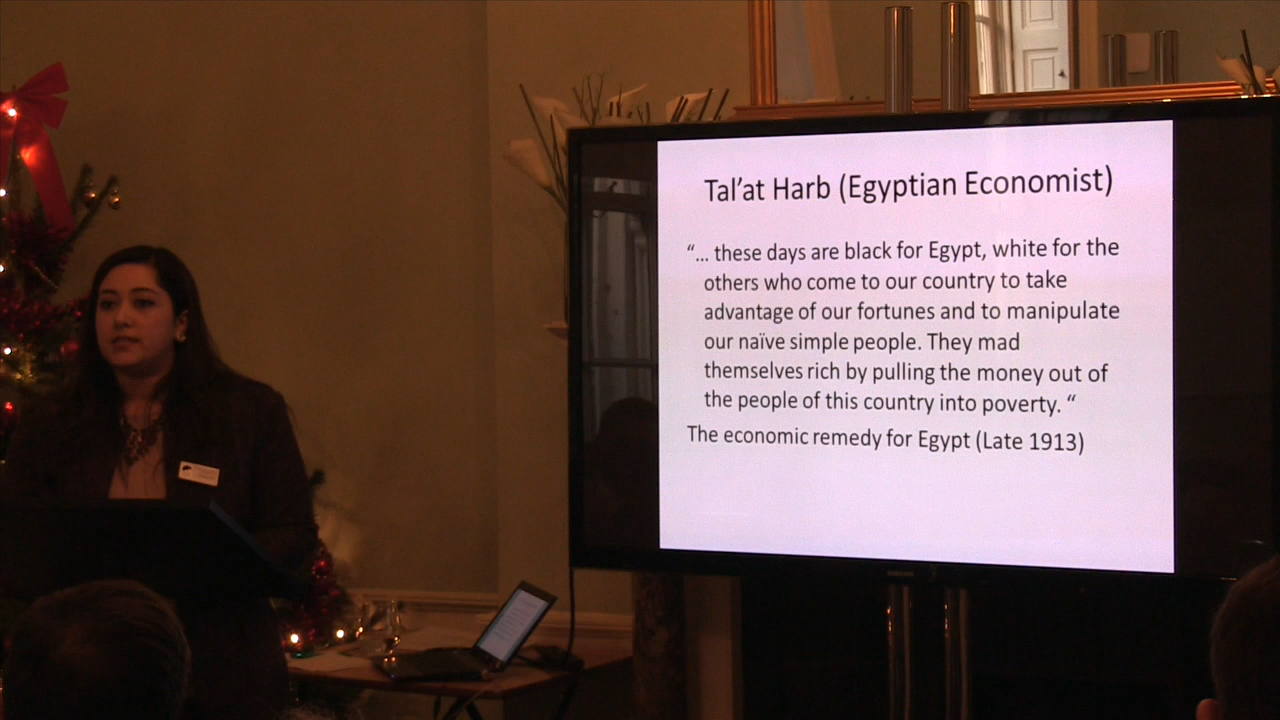 Tal’at Harb (Egyptian Economist)
“… these days are black for Egypt, white for the
others who come to our country to take
advantage of our fortunes and to manipulate
our naïve simple people. They mad
themselves rich by pulling the money out of
the people of this country into poverty. “
The economic remedy for Egypt (Late 1913)
SAMSUNG